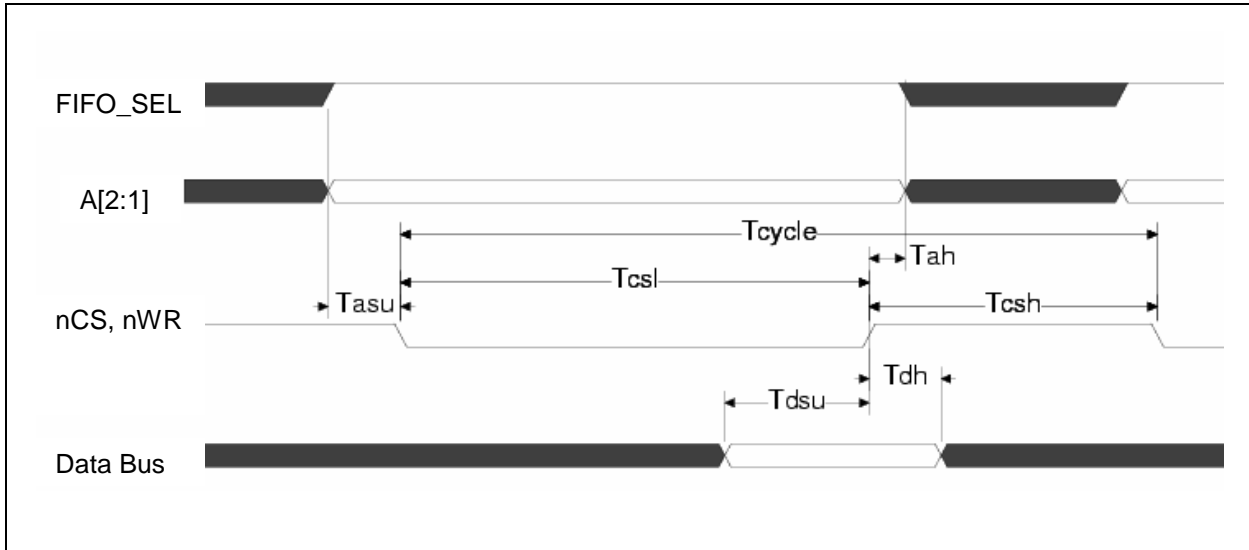 FIFO_SEL
A[2:1]
Tcycle
Tah
Tcsl
Tasu
Tcsh
nCS, nWR
Tdh
Tdsu
Data Bus